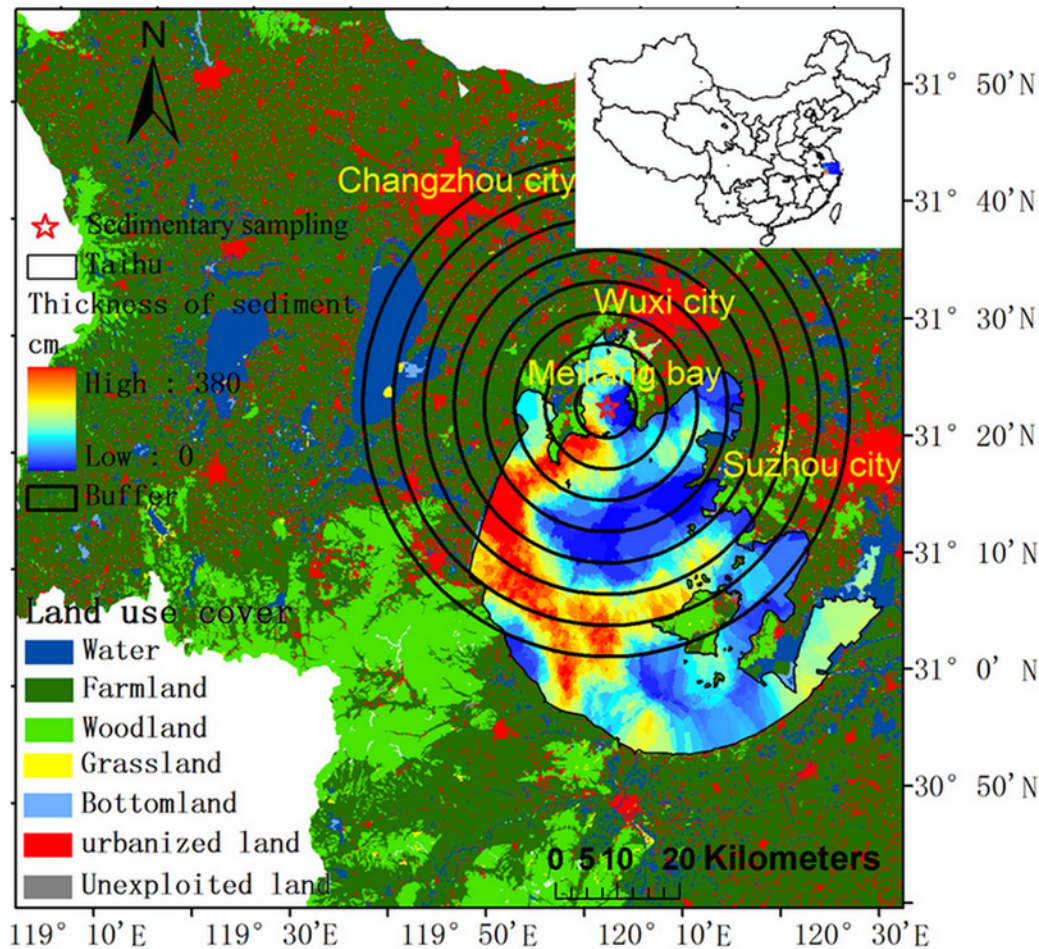 N
Changzhou city
Sedimentary sampling
Taihu
Thickness of sediment
cm
High : 380
Low : 0
Buffer
Wuxi city
Meiliang bay
Suzhou city
Land use cover
Water
Farmland
Woodland
Grassland
Bottomland
urbanized land
Unexploited land
0 5 10 20 Kilometers
31° 50'N
31° 40'N
31° 30'N
31° 20'N
31° 10'N
31° 0' N
30° 50'N
119° 10'E 119° 30'E 119° 50'E 120° 10'E 120° 30'E